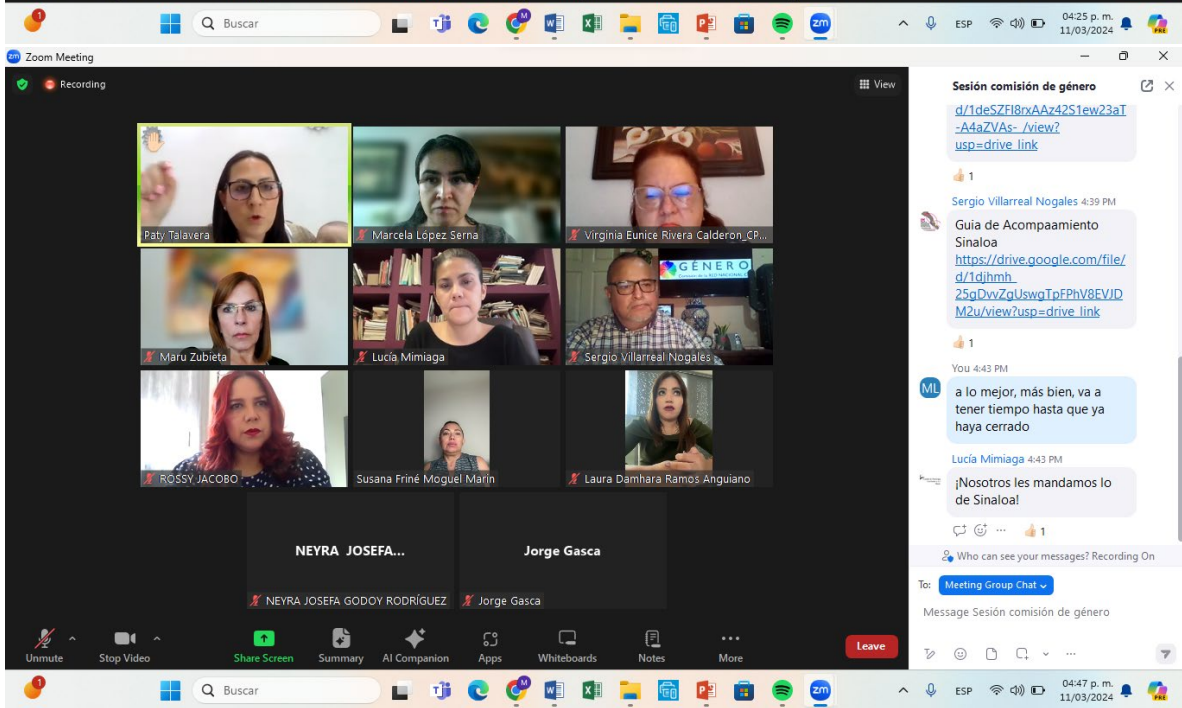 Buscar
ESP
04:25 p. m.
11/03/2024
PRE
zm Zoom Meeting
Recording
View
Sesión comisión de género
d/1deSZFI8rxAAz42S1ew23aT
-A4aZVAs-_/view?
usp=drive_link
1
Sergio Villarreal Nogales 4:39 PM
Guia de Acompaamiento
Sinaloa
https://drive.google.com/file/
d/1djhmh_
25gDvvZgUswgTpFPhV8EVJD
M2u/view?usp=drive_link
1
You 4:43 PM
ML
a lo mejor, más bien, va a
tener tiempo hasta que ya
haya cerrado
Lucía Mimiaga 4:43 PM
¡Nosotros les mandamos lo
de Sinaloa!
1
Who can see your messages? Recording On
To: Meeting Group Chat
Message Sesión comisión de género
Paty Talavera
Marcela López Serna
Virginia Eunice Rivera Calderon_CP...
GÉNERO
Maru Zubieta
Lucía Mimiaga
Sergio Villarreal Nogales
ROSSY JACOBO
Susana Friné Moguel Marin
Laura Damhara Ramos Anguiano
NEYRA JOSEFA...
Jorge Gasca
NEYRA JOSEFA GODOY RODRÍGUEZ
Jorge Gasca
Unmute
Stop Video
Share Screen
Summary
AI Companion
Apps
Whiteboards
Notes
More
Leave
Buscar
ESP
04:47 p. m.
11/03/2024
PRE